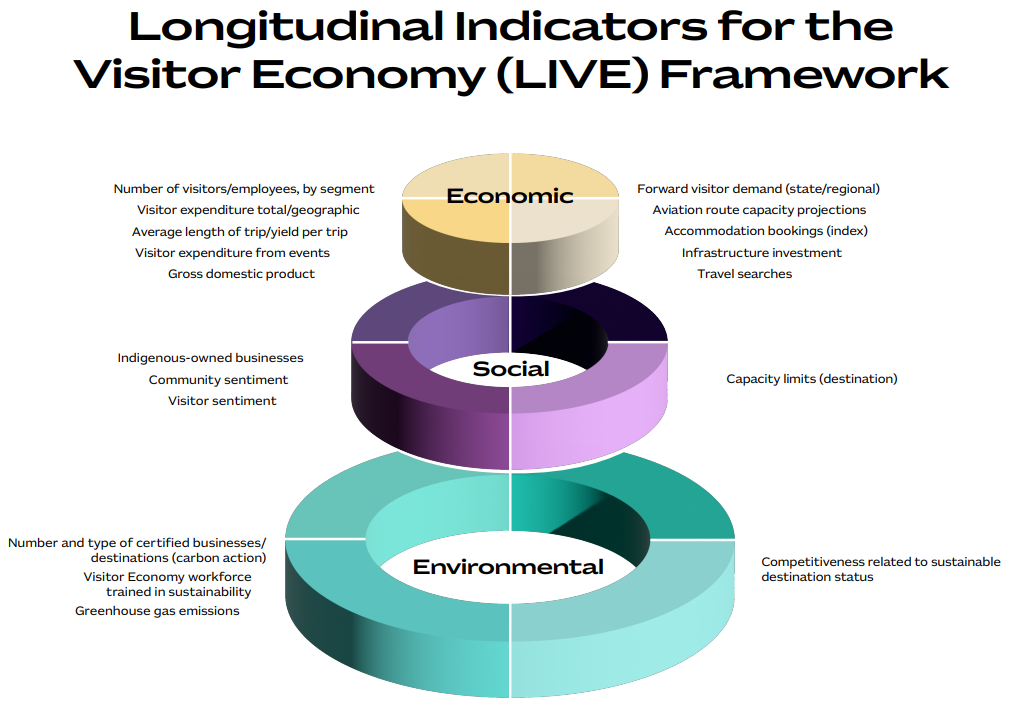 Longitudinal Indicators for the
Visitor Economy (LIVE) Framework
Economic
Number of visitors/employees, by segment
Visitor expenditure total/geographic
Average length of trip/yield per trip
Visitor expenditure from events
Gross domestic product
Forward visitor demand (state/regional)
Aviation route capacity projections
Accommodation bookings (index)
Infrastructure investment
Travel searches
Social
Indigenous-owned businesses
Community sentiment
Visitor sentiment
Capacity limits (destination)
Environmental
Number and type of certified businesses/
destinations (carbon action)
Visitor Economy workforce
trained in sustainability
Greenhouse gas emissions
Competitiveness related to sustainable
destination status